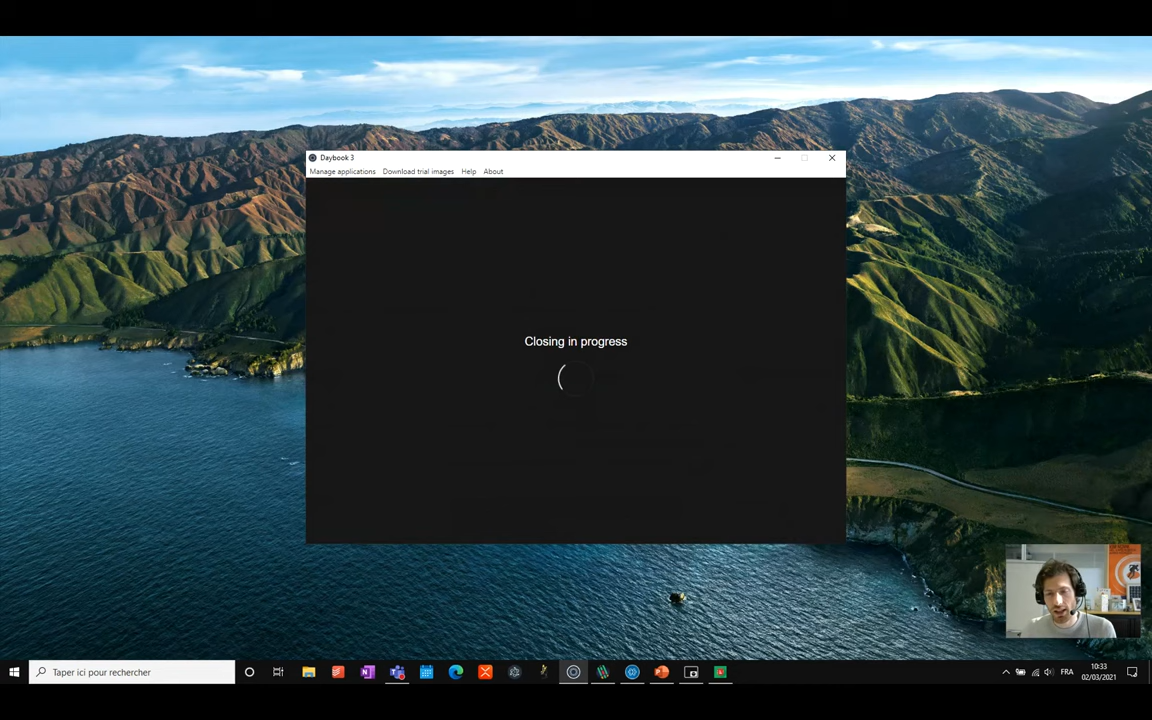 Daybook 3
Manage applications Download trial images Help About
Closing in progress
Taper ici pour rechercher
FRA
10:33
02/03/2021